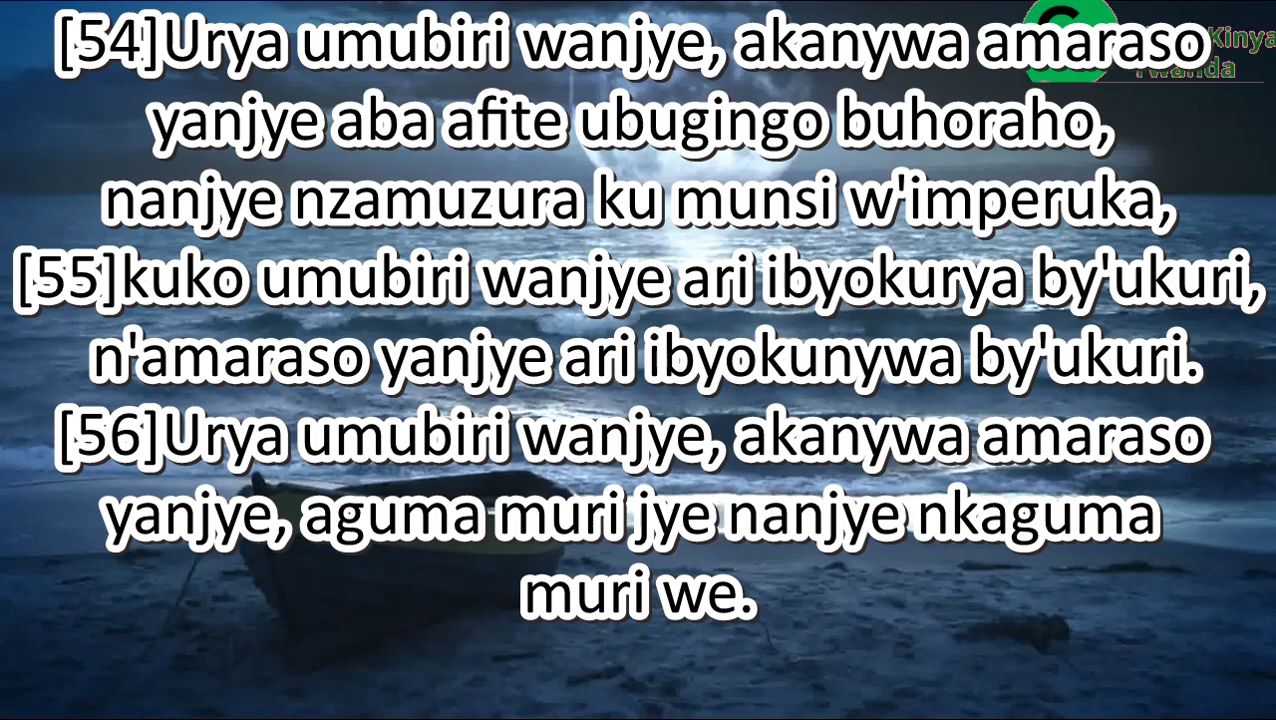 [54]Urya umubiri wanjye, akanywa amaraso
yanjye aba afite ubugingo buhoraho,
nanjye nzamuzura ku munsi w'imperuka,
[55]kuko umubiri wanjye ari ibyokurya by'ukuri,
n'amaraso yanjye ari ibyokunywa by'ukuri.
[56]Urya umubiri wanjye, akanywa amaraso
yanjye, aguma muri jye nanjye nkaguma
muri we.